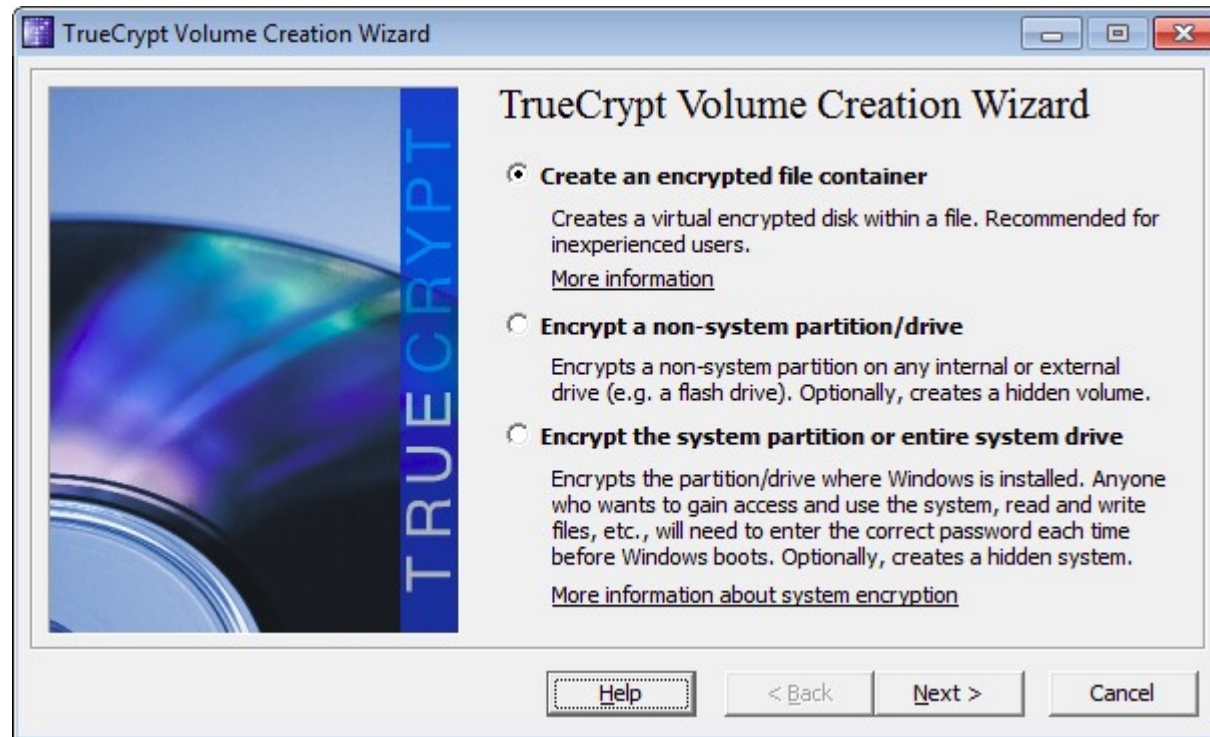 TrueCrypt Volume Creation Wizard
TRUECRYPT
TrueCrypt Volume Creation Wizard
Create an encrypted file container
Creates a virtual encrypted disk within a file. Recommended for
inexperienced users.
More information
Encrypt a non-system partition/drive
Encrypts a non-system partition on any internal or external
drive (e.g. a flash drive). Optionally, creates a hidden volume.
Encrypt the system partition or entire system drive
Encrypts the partition/drive where Windows is installed. Anyone
who wants to gain access and use the system, read and write
files, etc., will need to enter the correct password each time
before Windows boots. Optionally, creates a hidden system.
More information about system encryption
Help < Back Next > Cancel